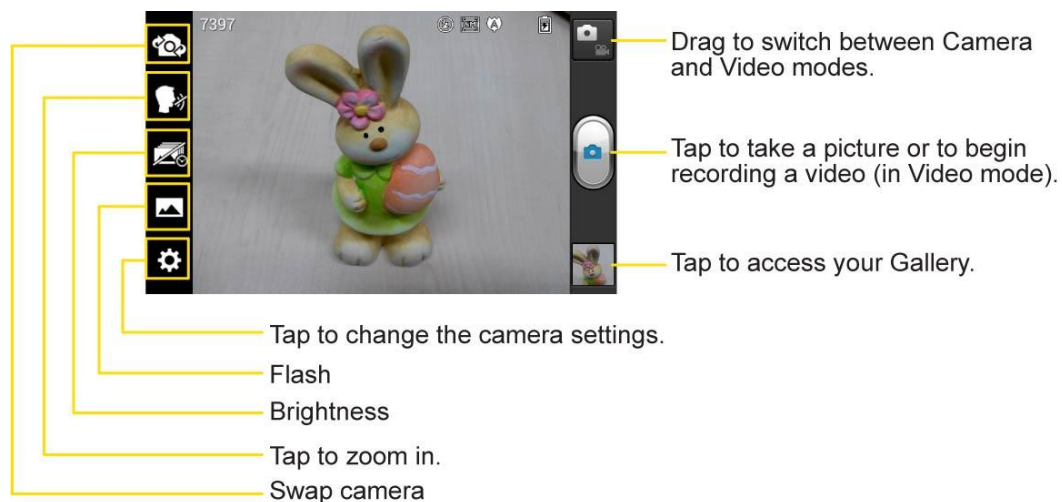 7397
Drag to switch between Camera
and Video modes.
Tap to take a picture or to begin
recording a video (in Video mode).
Tap to access your Gallery.
Tap to change the camera settings.
Flash
Brightness
Tap to zoom in.
Swap camera